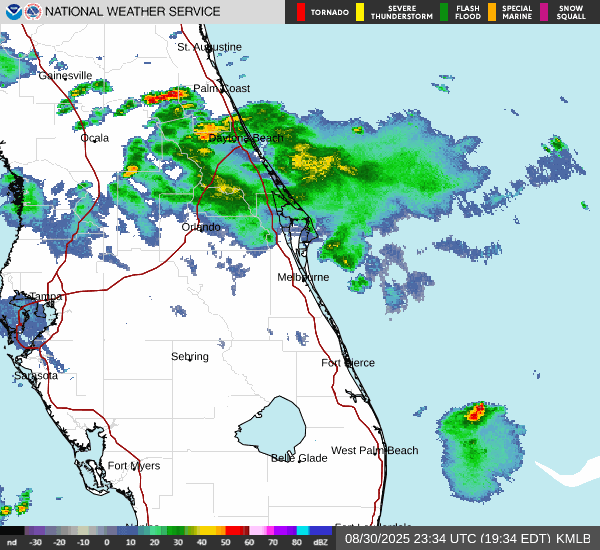 NATIONAL WEATHER SERVICE
TORNADO
SEVERE THUNDERSTORM
FLASH FLOOD
SPECIAL MARINE
SNOW SQUALL
St. Augustine
Gainesville
Palm Coast
Ocala
Daytona Beach
Orlando
Melbourne
Tampa
Sebring
Fort Pierce
Sarasota
West Palm Beach
Belle Glade
Fort Myers
nd -30 -20 -10 0 10 20 30 40 50 60 70 80 dBZ
08/30/2025 23:34 UTC (19:34 EDT) KMLB